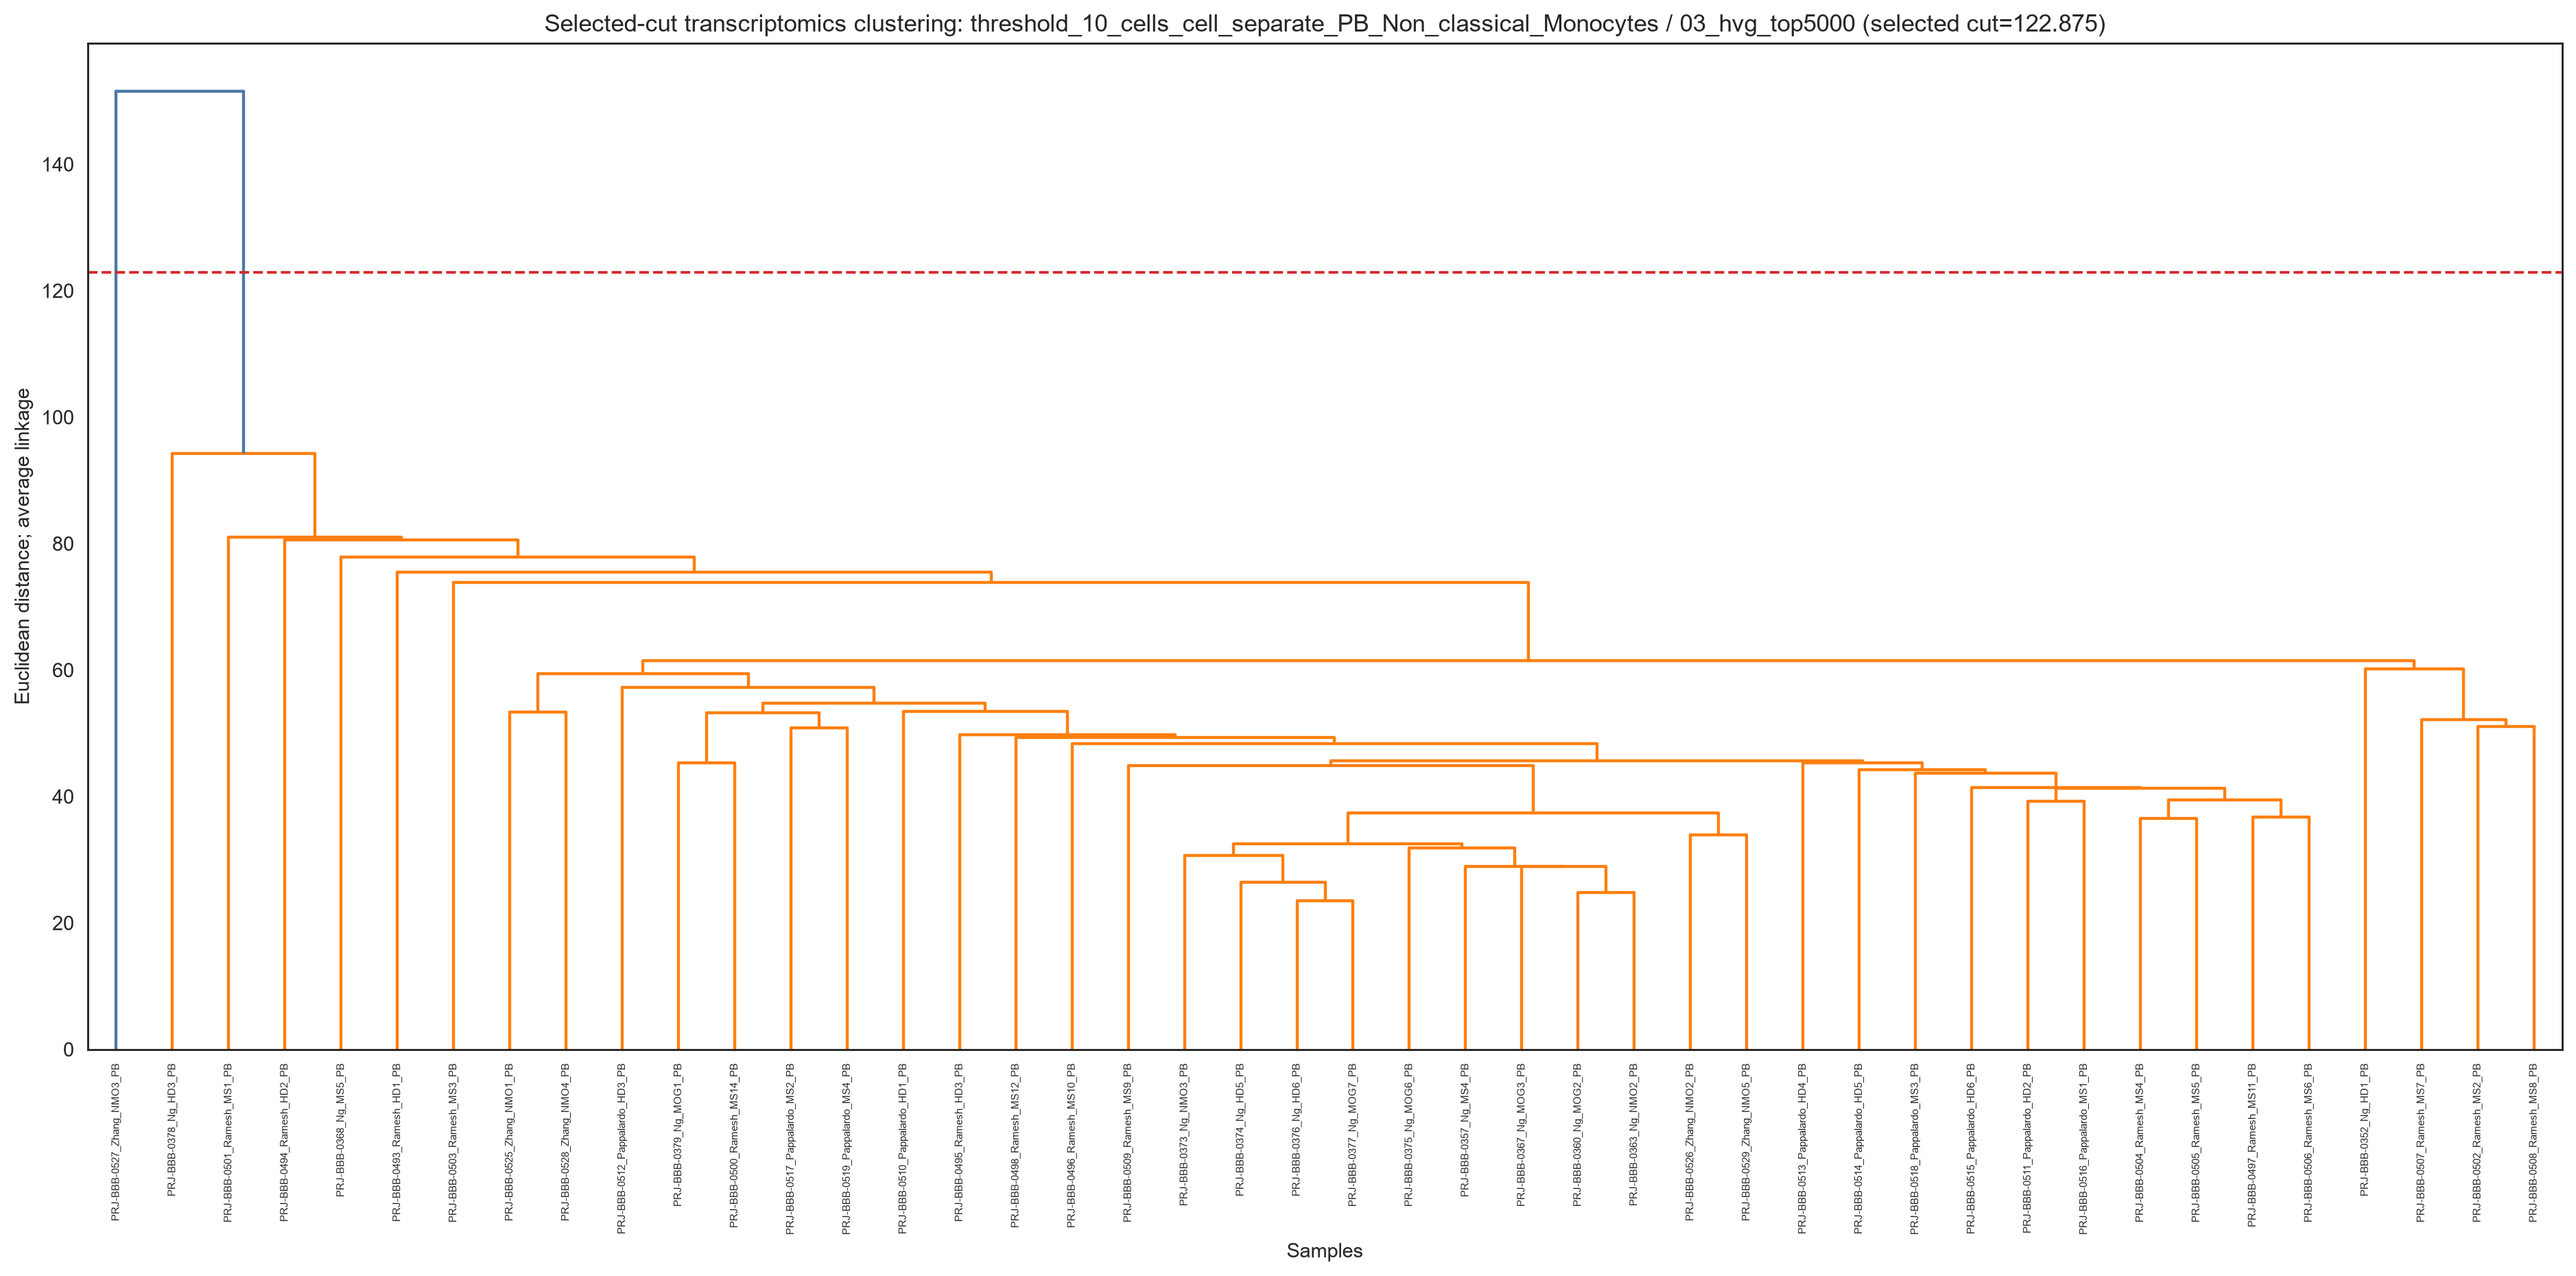 Selected-cut transcriptomics clustering: threshold_10_cells_cell_separate_PB_Non_classical_Monocytes / 03_hvg_top5000 (selected cut=122.875)
Euclidean distance; average linkage
140
120
100
80
60
40
20
0
PRJ-BBB-0527_Zhang_NMO3_PB
PRJ-BBB-0378_Ng_HD3_PB
PRJ-BBB-0501_Ramesh_MS1_PB
PRJ-BBB-0494_Ramesh_HD2_PB
PRJ-BBB-0368_Ng_MS5_PB
PRJ-BBB-0493_Ramesh_HD1_PB
PRJ-BBB-0503_Ramesh_MS3_PB
PRJ-BBB-0525_Zhang_NMO1_PB
PRJ-BBB-0528_Zhang_NMO4_PB
PRJ-BBB-0512_Pappalardo_HD3_PB
PRJ-BBB-0379_Ng_MOG1_PB
PRJ-BBB-0500_Ramesh_MS14_PB
PRJ-BBB-0517_Pappalardo_MS2_PB
PRJ-BBB-0519_Pappalardo_MS4_PB
PRJ-BBB-0510_Pappalardo_HD1_PB
PRJ-BBB-0495_Ramesh_HD3_PB
PRJ-BBB-0498_Ramesh_MS12_PB
PRJ-BBB-0496_Ramesh_MS10_PB
PRJ-BBB-0509_Ramesh_MS9_PB
PRJ-BBB-0373_Ng_NMO3_PB
PRJ-BBB-0374_Ng_HD5_PB
PRJ-BBB-0376_Ng_HD6_PB
PRJ-BBB-0377_Ng_MOG7_PB
PRJ-BBB-0375_Ng_MOG6_PB
PRJ-BBB-0357_Ng_MS4_PB
PRJ-BBB-0367_Ng_MOG3_PB
PRJ-BBB-0360_Ng_MOG2_PB
PRJ-BBB-0363_Ng_NMO2_PB
PRJ-BBB-0526_Zhang_NMO2_PB
PRJ-BBB-0529_Zhang_NMO5_PB
PRJ-BBB-0513_Pappalardo_HD4_PB
PRJ-BBB-0514_Pappalardo_HD5_PB
PRJ-BBB-0518_Pappalardo_MS3_PB
PRJ-BBB-0515_Pappalardo_HD6_PB
PRJ-BBB-0511_Pappalardo_HD2_PB
PRJ-BBB-0516_Pappalardo_MS1_PB
PRJ-BBB-0504_Ramesh_MS4_PB
PRJ-BBB-0505_Ramesh_MS5_PB
PRJ-BBB-0497_Ramesh_MS11_PB
PRJ-BBB-0506_Ramesh_MS6_PB
PRJ-BBB-0352_Ng_HD1_PB
PRJ-BBB-0507_Ramesh_MS7_PB
PRJ-BBB-0502_Ramesh_MS2_PB
PRJ-BBB-0508_Ramesh_MS8_PB
Samples